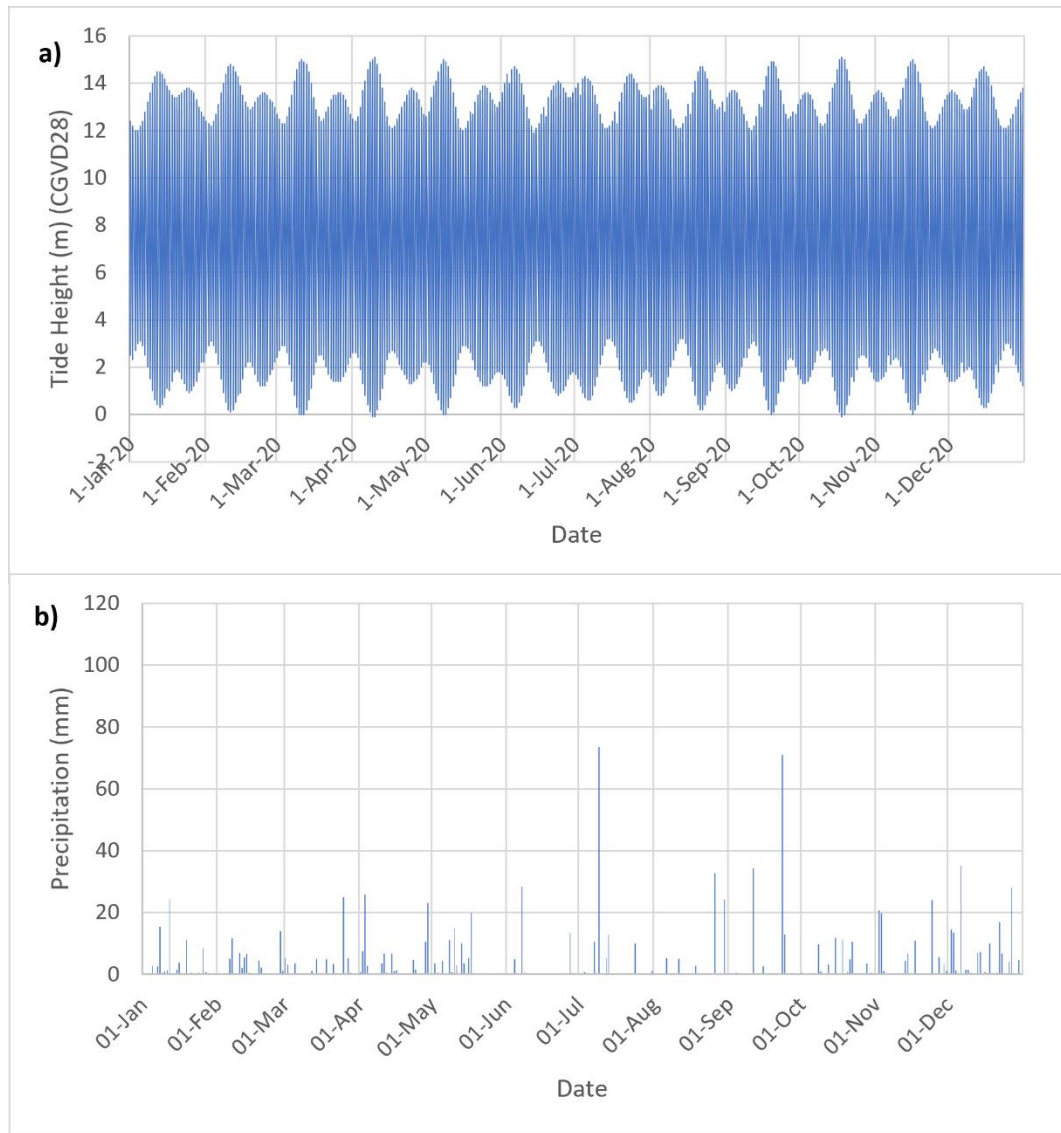 a)
Tide Height (m) (CGVD28)
16
14
12
10
8
6
4
2
0
-2
1-Jan-20
1-Feb-20
1-Mar-20
1-Apr-20
1-May-20
1-Jun-20
1-Jul-20
1-Aug-20
1-Sep-20
1-Oct-20
1-Nov-20
1-Dec-20
Date
b)
Precipitation (mm)
120
100
80
60
40
20
0
01-Jan
01-Feb
01-Mar
01-Apr
01-May
01-Jun
01-Jul
01-Aug
01-Sep
01-Oct
01-Nov
01-Dec
Date